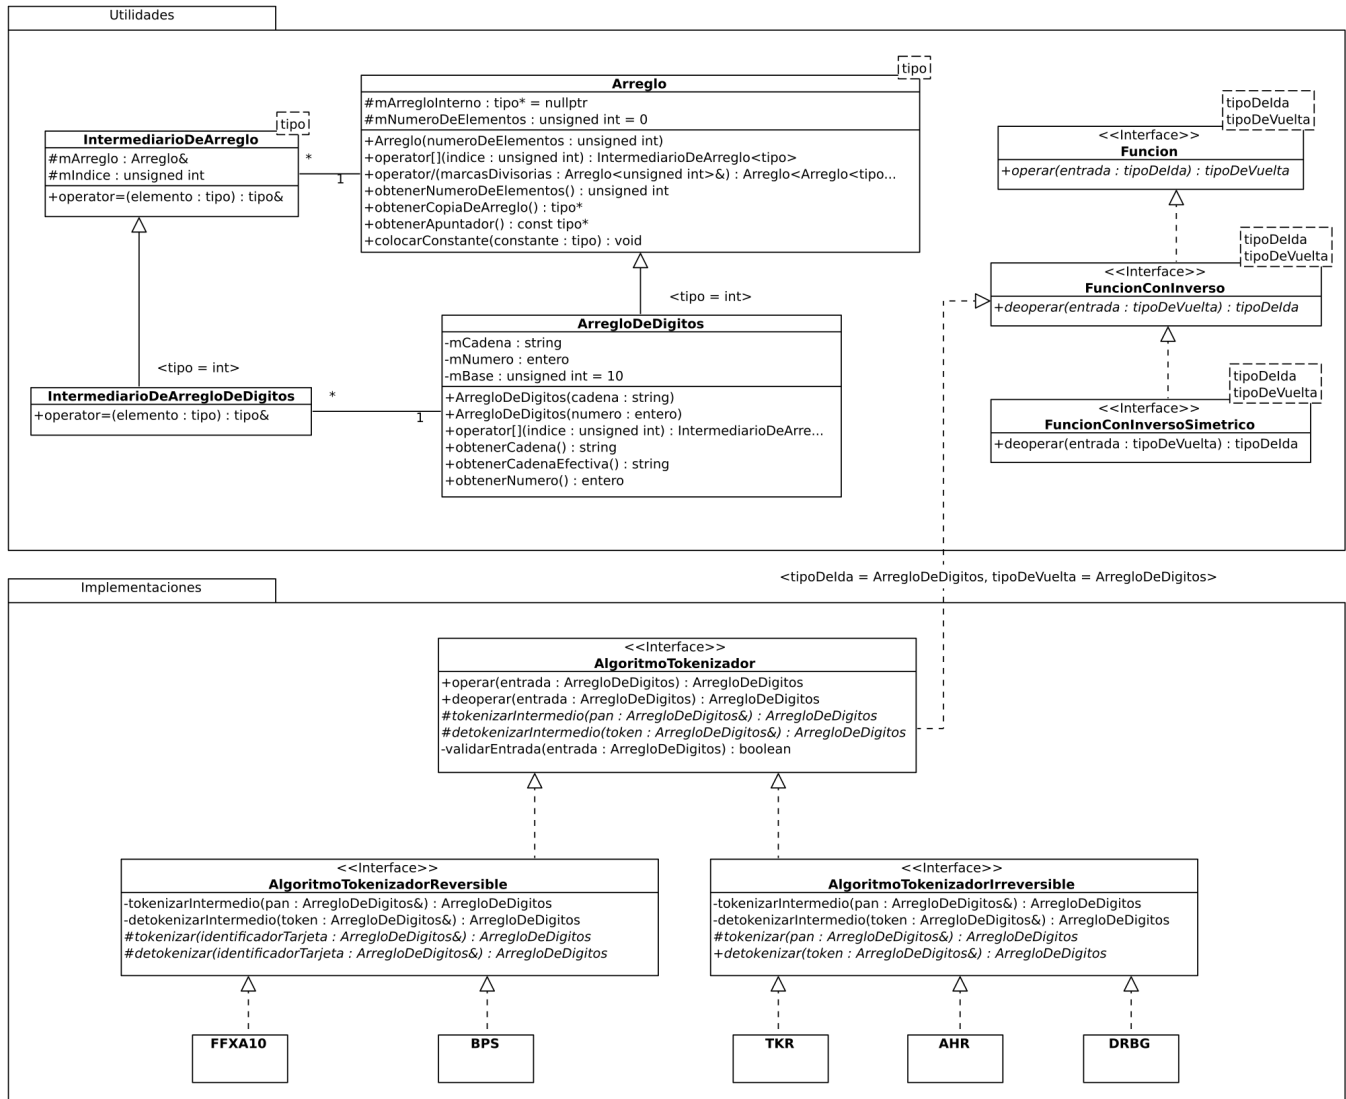 Utilidades
tipo
Arreglo
#mArregloInterno : tipo* = nullptr
#mNumeroDeElementos : unsigned int = 0
+Arreglo(numeroDeElementos : unsigned int)
+operator[](indice : unsigned int) : IntermediarioDeArreglo<tipo>
+operator/(marcasDivisorias : Arreglo<unsigned int>&) : Arreglo<Arreglo<tipo...
+obtenerNumeroDeElementos() : unsigned int
+obtenerCopiaDeArreglo() : tipo*
+obtenerApuntador() : const tipo*
+colocarConstante(constante : tipo) : void
tipo
IntermediarioDeArreglo
#mArreglo : Arreglo&
#mIndice : unsigned int
+operator=(elemento : tipo) : tipo&
*
1
tipoDeIda
tipoDeVuelta
<<Interface>>
Funcion
+operar(entrada : tipoDeIda) : tipoDeVuelta
tipoDeIda
tipoDeVuelta
<<Interface>>
FuncionConInverso
+deoperar(entrada : tipoDeVuelta) : tipoDeIda
<tipo = int>
ArregloDeDigitos
-mCadena : string
-mNumero : entero
-mBase : unsigned int = 10
+ArregloDeDigitos(cadena : string)
+ArregloDeDigitos(numero : entero)
+operator[](indice : unsigned int) : IntermediarioDeArre...
+obtenerCadena() : string
+obtenerCadenaEfectiva() : string
+obtenerNumero() : entero
<tipo = int>
IntermediarioDeArregloDeDigitos
+operator=(elemento : tipo) : tipo&
*
1
tipoDeIda
tipoDeVuelta
<<Interface>>
FuncionConInversoSimetrico
+deoperar(entrada : tipoDeVuelta) : tipoDeIda
<tipoDeIda = ArregloDeDigitos, tipoDeVuelta = ArregloDeDigitos>
Implementaciones
<<Interface>>
AlgoritmoTokenizador
+operar(entrada : ArregloDeDigitos) : ArregloDeDigitos
+deoperar(entrada : ArregloDeDigitos) : ArregloDeDigitos
#tokenizarIntermedio(pan : ArregloDeDigitos&) : ArregloDeDigitos
#detokenizarIntermedio(token : ArregloDeDigitos&) : ArregloDeDigitos
-validarEntrada(entrada : ArregloDeDigitos) : boolean
<<Interface>>
AlgoritmoTokenizadorReversible
-tokenizarIntermedio(pan : ArregloDeDigitos&) : ArregloDeDigitos
-detokenizarIntermedio(token : ArregloDeDigitos&) : ArregloDeDigitos
#tokenizar(identificadorTarjeta : ArregloDeDigitos&) : ArregloDeDigitos
#detokenizar(identificadorTarjeta : ArregloDeDigitos&) : ArregloDeDigitos
<<Interface>>
AlgoritmoTokenizadorIrreversible
-tokenizarIntermedio(pan : ArregloDeDigitos&) : ArregloDeDigitos
-detokenizarIntermedio(token : ArregloDeDigitos&) : ArregloDeDigitos
#tokenizar(pan : ArregloDeDigitos&) : ArregloDeDigitos
+detokenizar(token : ArregloDeDigitos&) : ArregloDeDigitos
FFXA10
BPS
TKR
AHR
DRBG